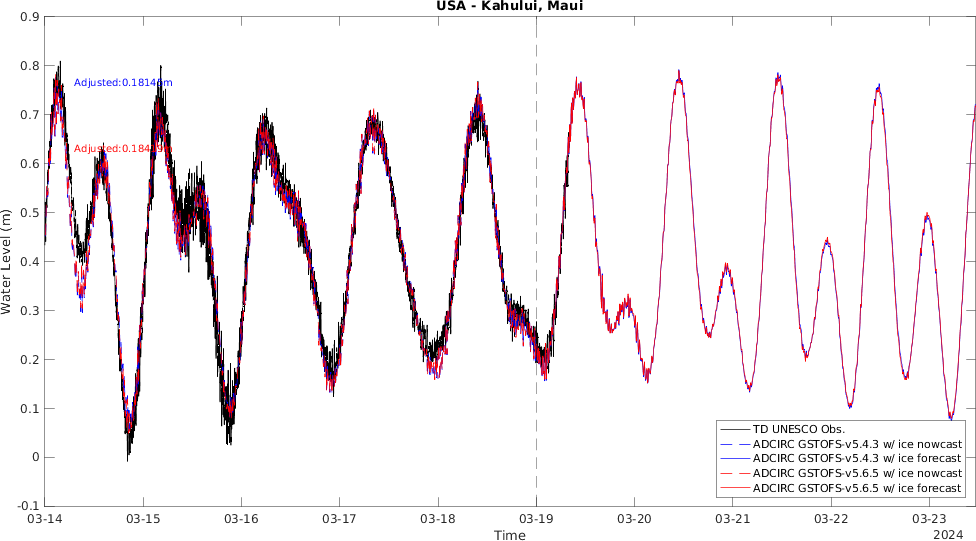 USA - Kahului, Maui
0.9
0.8
0.7
0.6
0.5
0.4
0.3
0.2
0.1
0
-0.1
Water Level (m)
Adjusted:0.18145m
03-14
03-15
03-16
03-17
03-18
03-19
03-20
03-21
03-22
03-23
Time
2024
TD UNESCO Obs.
ADCIRC GSTOFS-v5.4.3 w/ ice nowcast
ADCIRC GSTOFS-v5.4.3 w/ ice forecast
ADCIRC GSTOFS-v5.6.5 w/ ice nowcast
ADCIRC GSTOFS-v5.6.5 w/ ice forecast